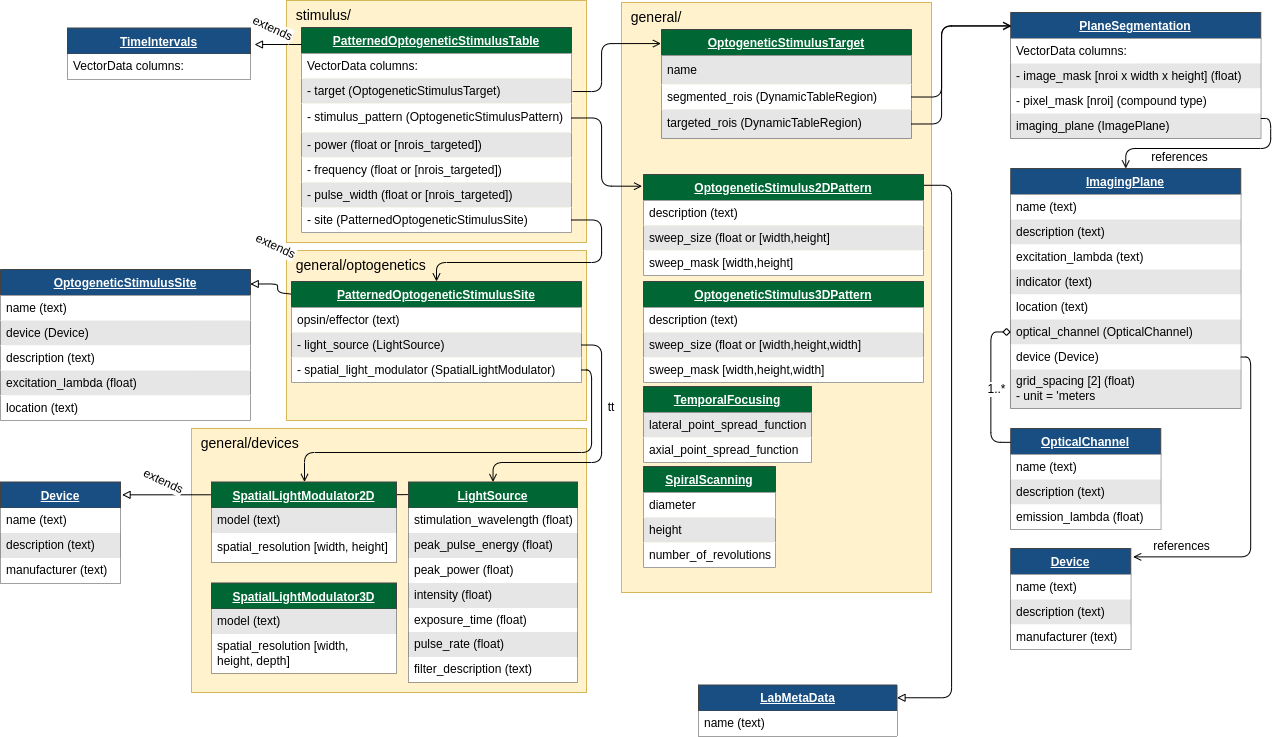 stimulus/
extends
TimeIntervals
VectorData columns:
PatternedOptogeneticStimulusTable
VectorData columns:
- target (OptogeneticStimulusTarget)
- stimulus_pattern (OptogeneticStimulusPattern)
- power (float or [nrois_targeted])
- frequency (float or [nrois_targeted])
- pulse_width (float or [nrois_targeted])
- site (PatternedOptogeneticStimulusSite)
extends
general/optogenetics
OptogeneticStimulusSite
name (text)
device (Device)
description (text)
excitation_lambda (float)
location (text)
PatternedOptogeneticStimulusSite
opsin/effector (text)
- light_source (LightSource)
- spatial_light_modulator (SpatialLightModulator)
tt
general/devices
extends
Device
name (text)
description (text)
manufacturer (text)
SpatialLightModulator2D
model (text)
spatial_resolution [width, height]
SpatialLightModulator3D
model (text)
spatial_resolution [width,
height, depth]
LightSource
stimulation_wavelength (float)
peak_pulse_energy (float)
peak_power (float)
intensity (float)
exposure_time (float)
pulse_rate (float)
filter_description (text)
general/
OptogeneticStimulusTarget
name
segmented_rois (DynamicTableRegion)
targeted_rois (DynamicTableRegion)
OptogeneticStimulus2DPattern
description (text)
sweep_size (float or [width,height]
sweep_mask [width,height]
OptogeneticStimulus3DPattern
description (text)
sweep_size (float or [width,height,width]
sweep_mask [width,height,width]
TemporalFocusing
lateral_point_spread_function
axial_point_spread_function
SpiralScanning
diameter
height
number_of_revolutions
LabMetaData
name (text)
PlaneSegmentation
VectorData columns:
- image_mask [nroi x width x height] (float)
- pixel_mask [nroi] (compound type)
imaging_plane (ImagePlane)
references
ImagingPlane
name (text)
description (text)
excitation_lambda (text)
indicator (text)
location (text)
optical_channel (OpticalChannel)
device (Device)
grid_spacing [2] (float)
- unit = 'meters
1..*
OpticalChannel
name (text)
description (text)
emission_lambda (float)
references
Device
name (text)
description (text)
manufacturer (text)